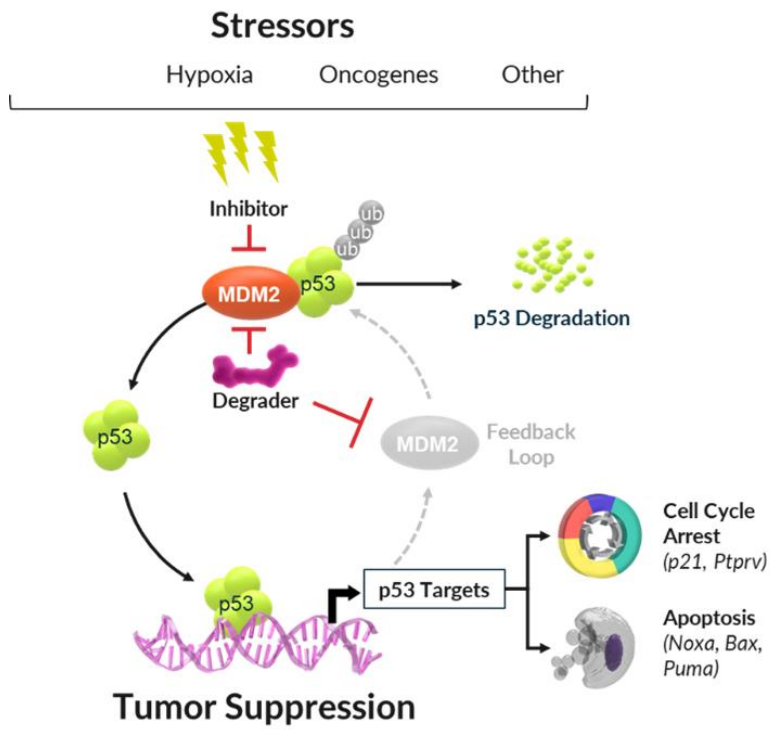 Stressors
Hypoxia Oncogenes Other
Inhibitor
ub
ub
ub
MDM2
p53
p53 Degradation
Degrader
p53
MDM2
Feedback
Loop
p53
p53 Targets
Cell Cycle
Arrest
(p21, Ptprv)
Apoptosis
(Noxa, Bax,
Puma)
Tumor Suppression